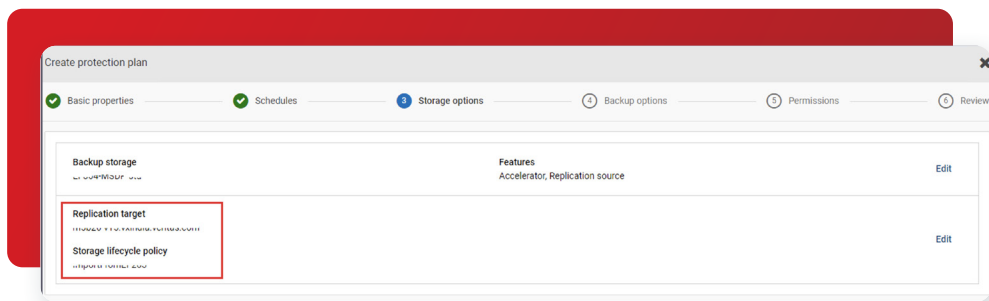 Create protection plan
Basic properties
Schedules
3 Storage options
4 Backup options
5 Permissions
6 Review
Backup storage
Features
Accelerator, Replication source
Edit
Replication target
Edit
Storage lifecycle policy